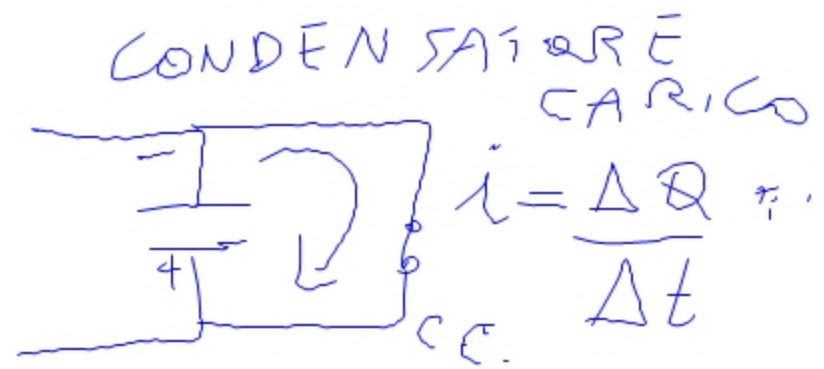 CONDENSATORE
CARICO
i = ΔQ
Δt
-
+
C C.